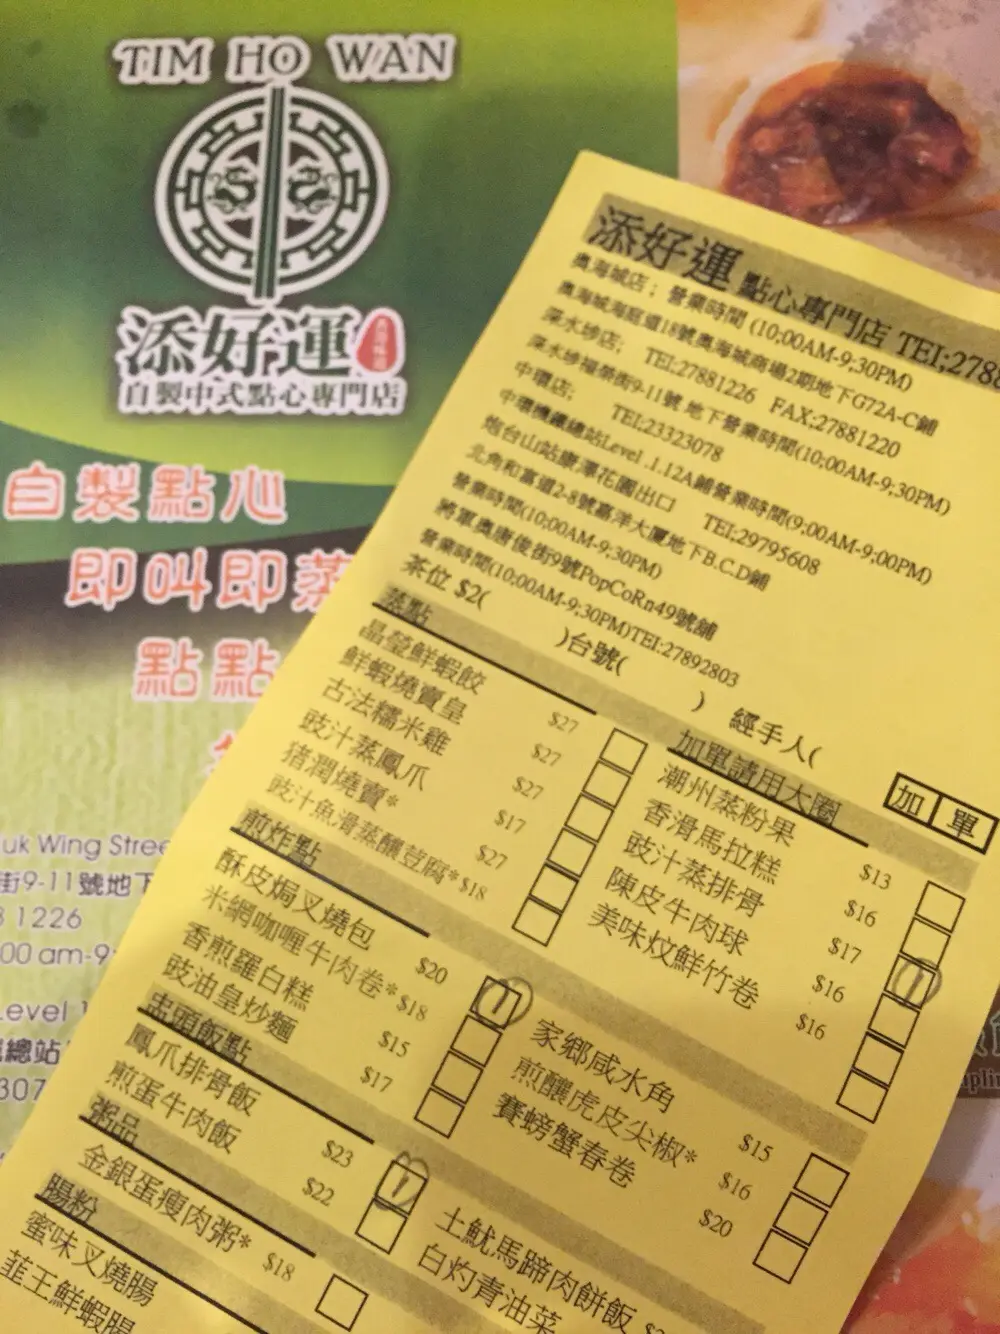 TIM HO WAN
添好運
自製中式點心專門店
自製點心
即叫即蒸
點點
uk Wing Stree
街9-11號地下
8 1226
00 am-9
Level 1
307
添好運 點心專門店 TEI;2788
奧海城店；營業時間 (10;00AM-9;30PM)
奧海城海庭道18號奧海城商場2期地下G72A-C鋪
深水埗店; TEL:27881226 FAX;27881220
深水埗福榮街9-11號 地下營業時間(10;00AM-9;30PM)
中環店; TEL:23323078
中環機鐵總站Level .1.12A鋪營業時間(9:00AM-9:00PM)
炮台山站康澤花園出口 TEL:29795608
北角和富道2-8號嘉洋大廈地下B.C.D鋪
營業時間(10;00AM-9;30PM)
將軍奧唐俊街9號PopCoRn49號舖
營業時間(10:00AM-9;30PM)TEL:27892803
茶位 $2( )台號( ) 經手人(
蒸點
晶瑩鮮蝦餃 $27
鮮蝦燒賣皇 $27
古法糯米雞 $27
豉汁蒸鳳爪 $17
猪潤燒賣* $27
豉汁魚滑蒸釀荳腐* $18
加單請用大圈 加 單
潮州蒸粉果 $13
香滑馬拉糕 $16
豉汁蒸排骨 $17
陳皮牛肉球 $16
美味炆鮮竹卷 $16
煎炸點
酥皮焗叉燒包 $20 1
米網咖喱牛肉卷* $18
香煎羅白糕 $15
豉油皇炒麵 $17
家鄉咸水角 $15
煎釀虎皮尖椒* $16
賽螃蟹春卷 $20
盅頭飯點
鳳爪排骨飯 $23 1
煎蛋牛肉飯 $22
土魷馬蹄肉餅飯
白灼青油菜
粥品
金銀蛋瘦肉粥* $18
腸粉
蜜味叉燒腸
韮王鮮蝦腸